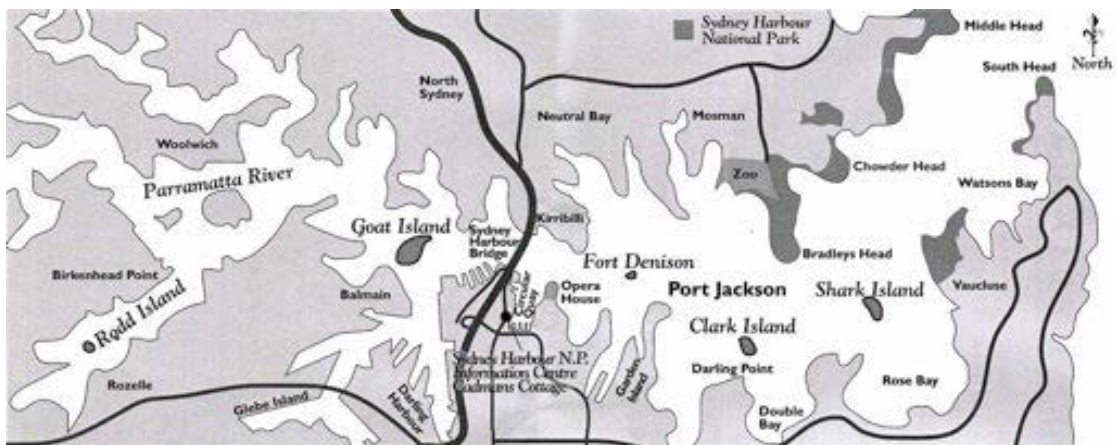 Sydney Harbour
National Park
Middle Head
North
South Head
North
Sydney
Neutral Bay
Mosman
Woolwich
Parramatta River
Zoo
Chowder Head
Watsons Bay
Goat Island
Sydney
Harbour
Bridge
Kirribilli
Birkenhead Point
Fort Denison
Bradleys Head
Rodd Island
Balmain
Circular
Quay
Opera
House
Port Jackson
Shark Island
Vaucluse
Clark Island
Sydney Harbour N.P.
Information Centre
Cadmans Cottage
Garden
Island
Darling Point
Rose Bay
Rozelle
Glebe Island
Darling
Harbour
Double
Bay